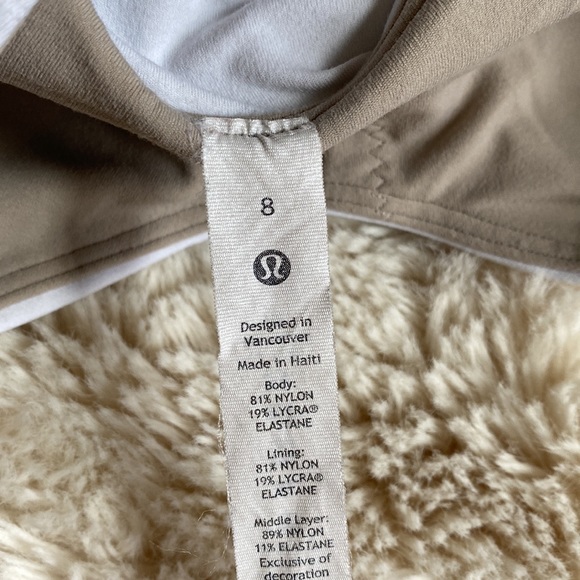 8
Designed in
Vancouver
Made in Haiti
Body:
81% NYLON
19% LYCRA®
ELASTANE
Lining:
81% NYLON
19% LYCRA®
ELASTANE
Middle Layer:
89% NYLON
11% ELASTANE
Exclusive of
decoration